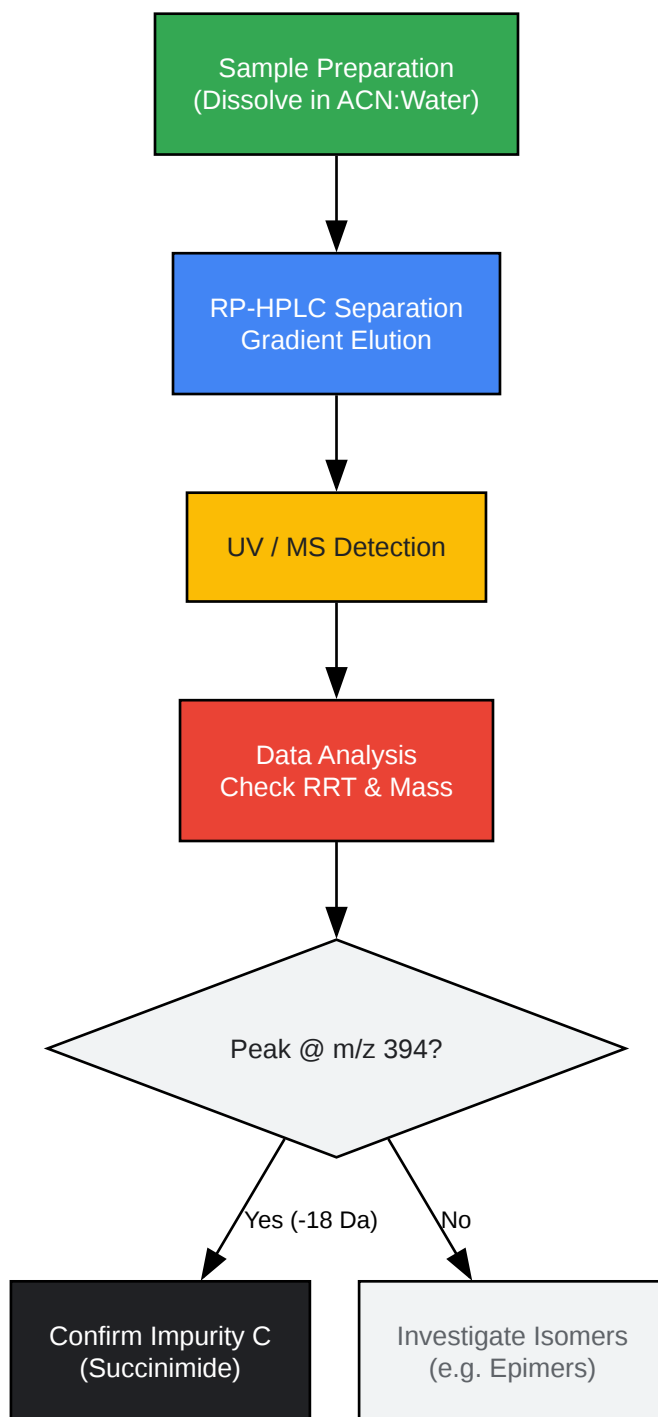 Sample Preparation
(Dissolve in ACN:Water)
RP-HPLC Separation
Gradient Elution
UV / MS Detection
Data Analysis
Check RRT & Mass
Peak @ m/z 394?
Yes (-18 Da)
No
Confirm Impurity C
(Succinimide)
Investigate Isomers
(e.g. Epimers)